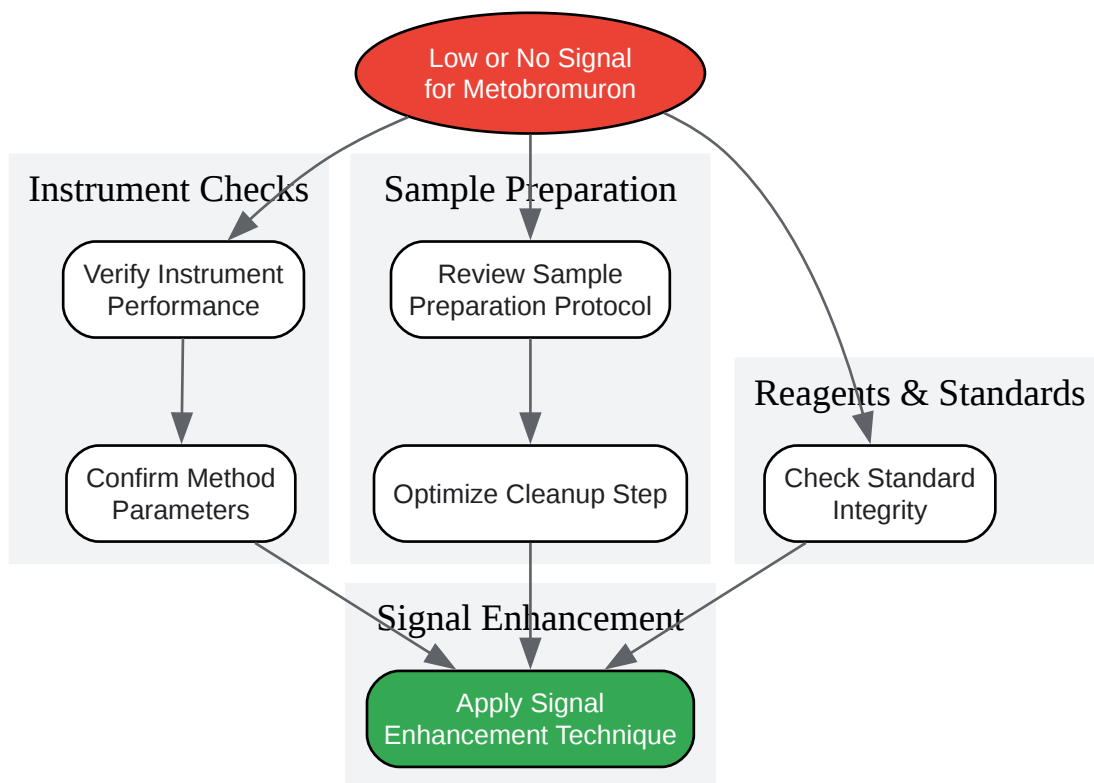 Low or No Signal
for Metobromuron
Instrument Checks
Sample Preparation
Verify Instrument
Performance
Review Sample
Preparation Protocol
Reagents & Standards
Confirm Method
Parameters
Optimize Cleanup Step
Check Standard
Integrity
Signal Enhancement
Apply Signal
Enhancement Technique